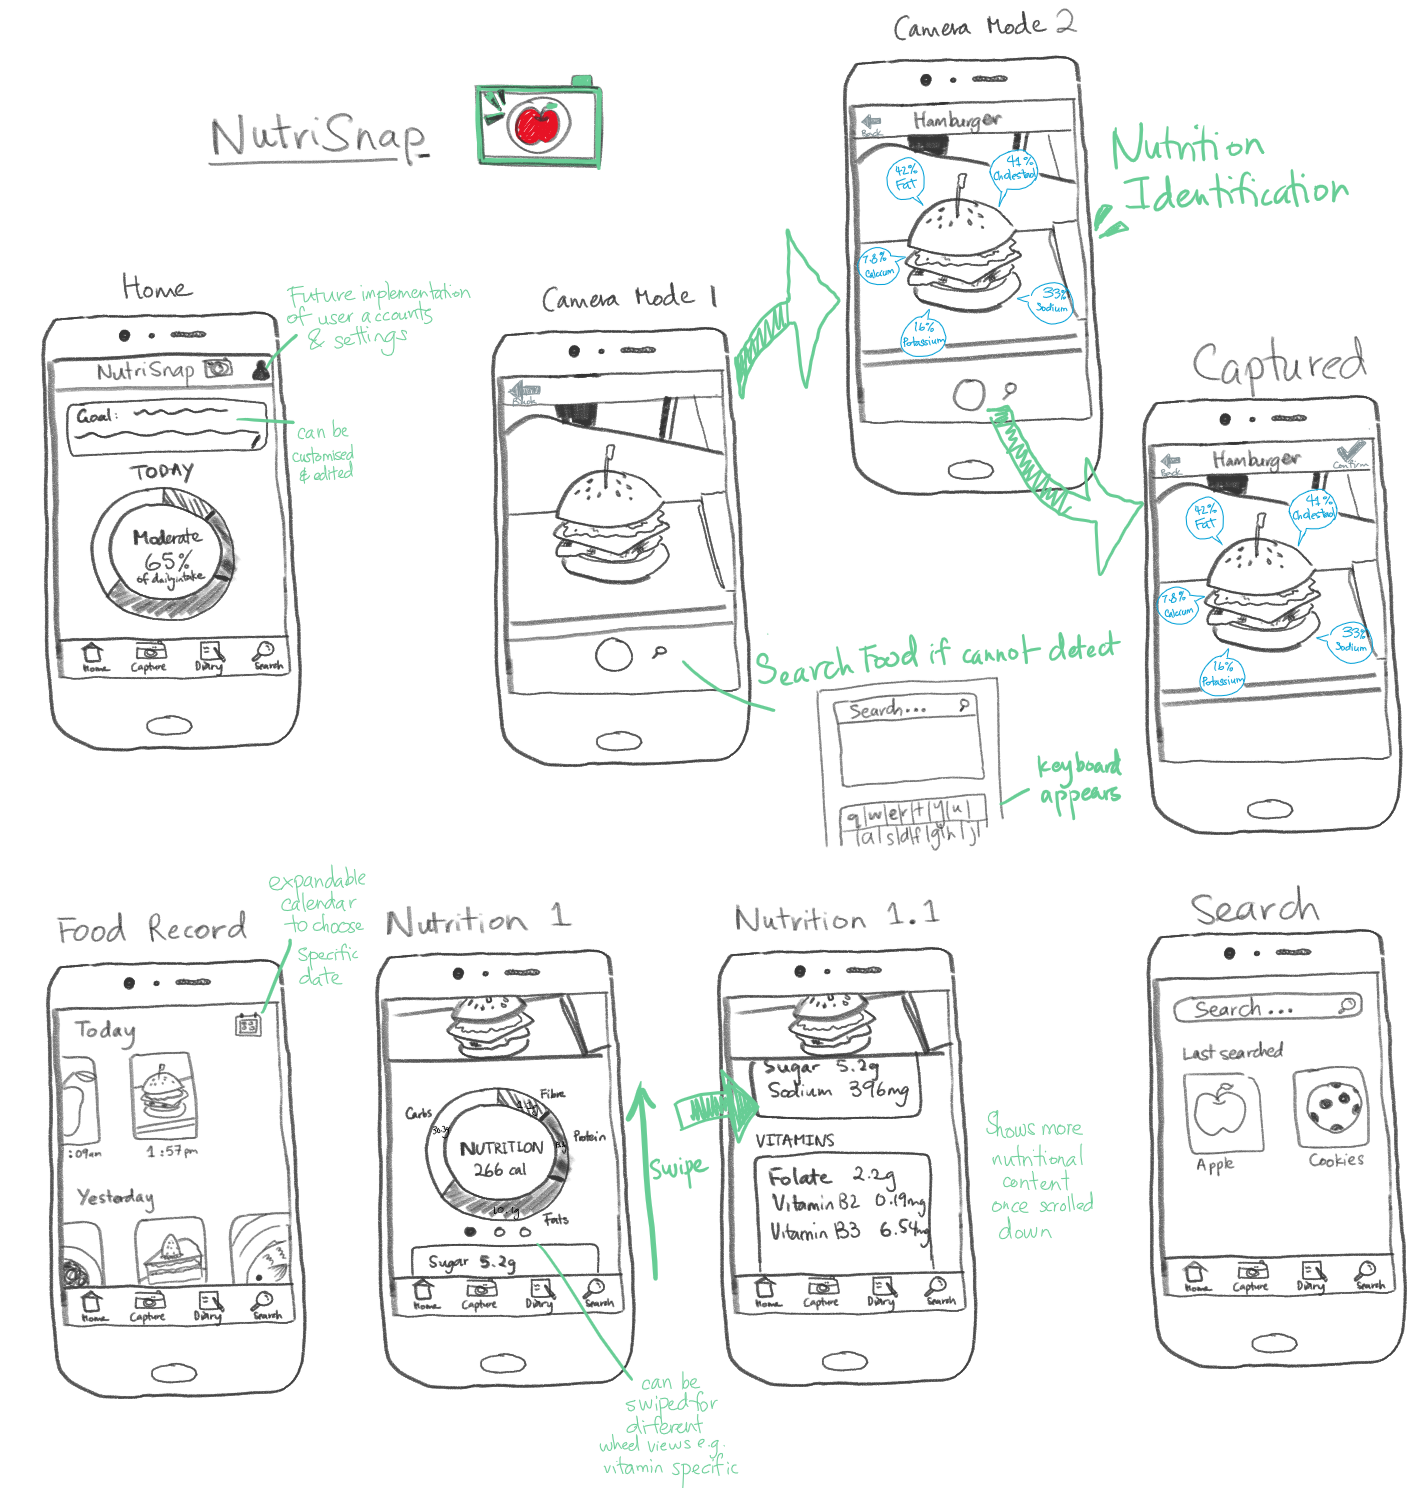 NutriSnap
Camera Mode 2
Back
Hamburger
42%
Fat
41%
Cholestrol
7.8%
Calcium
33%
Sodium
16%
Potassium
Nutrition
Identification
Home
Future implementation
of user accounts
& settings
NutriSnap
Goal:
can be
customised
& edited
TODAY
Moderate
65%
of daily intake
Home
Capture
Diary
Search
Camera Mode 1
Search Food if cannot detect
Search...
keyboard
appears
q w e r t y u
a s d f g h j
Captured
Back
Hamburger
Confirm
42%
Fat
41%
Cholestrol
7.8%
Calcium
33%
Sodium
16%
Potassium
Food Record
expandable
calendar
to choose
specific
date
Today
:09am
1:57pm
Yesterday
Home
Capture
Diary
Search
Nutrition 1
Carbs
30.3g
Fibre
Protein
NUTRITION
266 cal
10.1g
Fats
Sugar 5.2g
Home
Capture
Diary
Search
can be
swiped for
different
wheel views e.g.
vitamin specific
Swipe
Nutrition 1.1
Sugar 5.2g
Sodium 396mg
VITAMINS
Folate 2.2g
Vitamin B2 0.19mg
Vitamin B3 6.54mg
Home
Capture
Diary
Search
Shows more
nutritional
content
once scrolled
down
Search
Search...
Last searched
Apple
Cookies
Home
Capture
Diary
Search